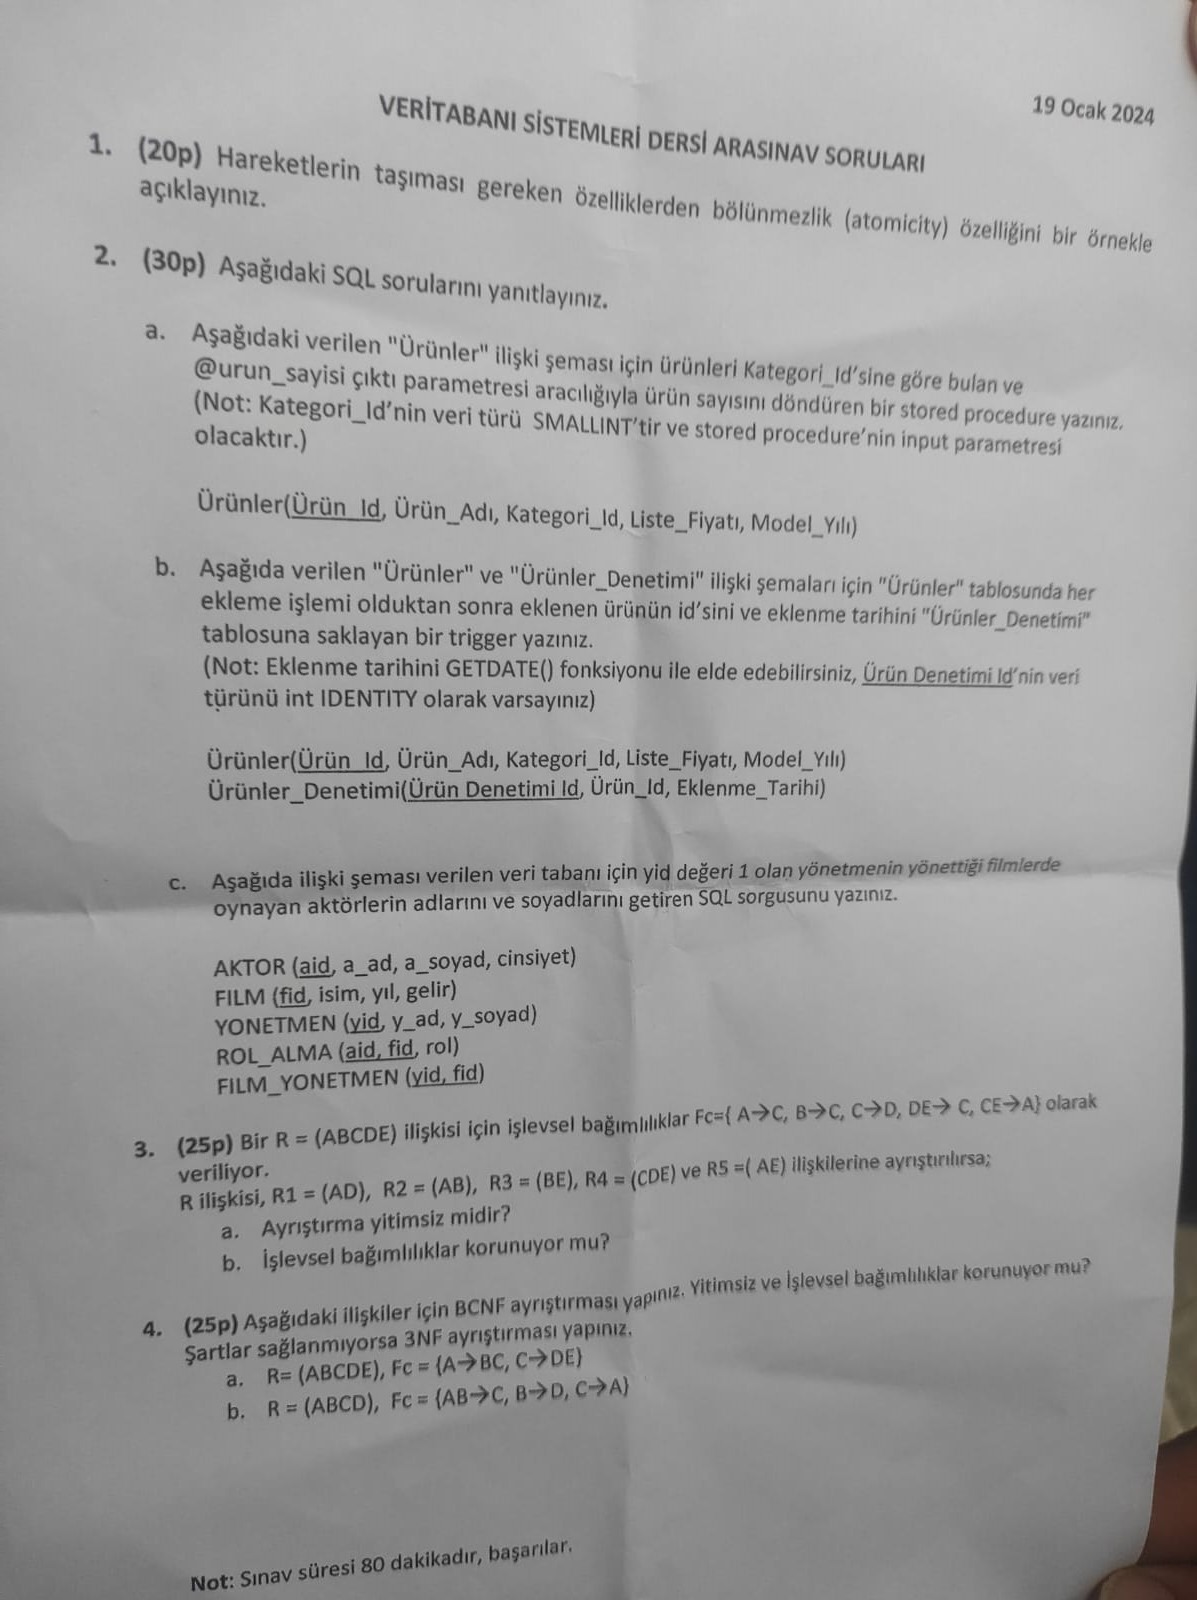 19 Ocak 2024
VERİTABANI SİSTEMLERİ DERSİ ARASINAV SORULARI
1. (20p) Hareketlerin taşıması gereken özelliklerden bölünmezlik (atomicity) özelliğini bir örnekle
açıklayınız.
2. (30p) Aşağıdaki SQL sorularını yanıtlayınız.
a. Aşağıdaki verilen "Ürünler" ilişki şeması için ürünleri Kategori_Id'sine göre bulan ve
@urun_sayisi çıktı parametresi aracılığıyla ürün sayısını döndüren bir stored procedure yazınız.
(Not: Kategori_Id'nin veri türü SMALLINT'tir ve stored procedure'nin input parametresi
olacaktır.)
Ürünler(Ürün_Id, Ürün_Adı, Kategori_Id, Liste_Fiyatı, Model_Yılı)
b. Aşağıda verilen "Ürünler" ve "Ürünler_Denetimi" ilişki şemaları için "Ürünler" tablosunda her
ekleme işlemi olduktan sonra eklenen ürünün id'sini ve eklenme tarihini "Ürünler_Denetimi"
tablosuna saklayan bir trigger yazınız.
(Not: Eklenme tarihini GETDATE() fonksiyonu ile elde edebilirsiniz, Ürün Denetimi Id'nin veri
türünü int IDENTITY olarak varsayınız)
Ürünler(Ürün_Id, Ürün_Adı, Kategori_Id, Liste_Fiyatı, Model_Yılı)
Ürünler_Denetimi(Ürün Denetimi Id, Ürün_Id, Eklenme_Tarihi)
c. Aşağıda ilişki şeması verilen veri tabanı için yid değeri 1 olan yönetmenin yönettiği filmlerde
oynayan aktörlerin adlarını ve soyadlarını getiren SQL sorgusunu yazınız.
AKTOR (aid, a_ad, a_soyad, cinsiyet)
FILM (fid, isim, yıl, gelir)
YONETMEN (yid, y_ad, y_soyad)
ROL_ALMA (aid, fid, rol)
FILM_YONETMEN (yid, fid)
3. (25p) Bir R = (ABCDE) ilişkisi için işlevsel bağımlılıklar Fc={ A→C, B→C, C→D, DE→ C, CE→A} olarak
veriliyor.
R ilişkisi, R1 = (AD), R2 = (AB), R3 = (BE), R4 = (CDE) ve R5 =( AE) ilişkilerine ayrıştırılırsa;
a. Ayrıştırma yitimsiz midir?
b. İşlevsel bağımlılıklar korunuyor mu?
4. (25p) Aşağıdaki ilişkiler için BCNF ayrıştırması yapınız. Yitimsiz ve İşlevsel bağımlılıklar korunuyor mu?
Şartlar sağlanmıyorsa 3NF ayrıştırması yapınız.
a. R= (ABCDE), Fc = {A→BC, C→DE}
b. R = (ABCD), Fc = {AB→C, B→D, C→A}
Not: Sınav süresi 80 dakikadır, başarılar.